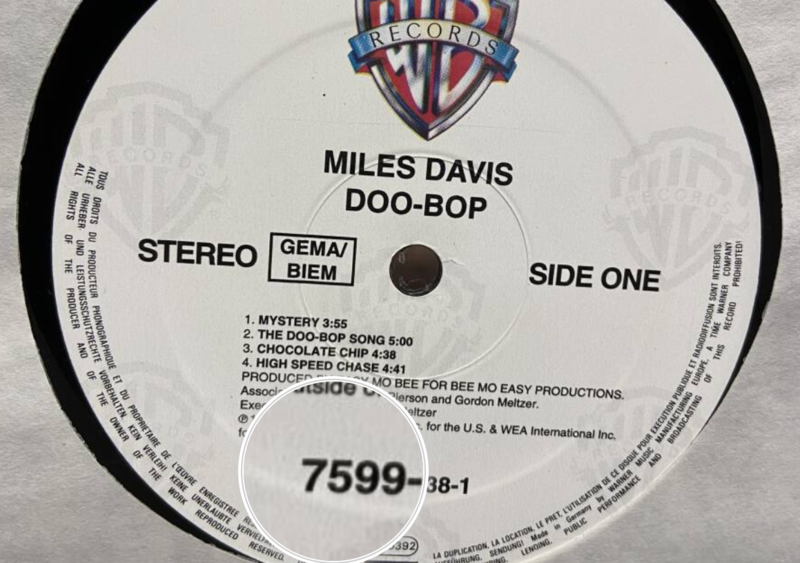 RECORDS
MILES DAVIS
DOO-BOP
STEREO
GEMA/
BIEM
SIDE ONE
1. MYSTERY 3:55
2. THE DOO-BOP SONG 5:00
3. CHOCOLATE CHIP 4:38
4. HIGH SPEED CHASE 4:41
PRODUCED MO BEE FOR BEE MO EASY PRODUCTIONS.
and Gordon Meltzer.
for the U.S. & WEA International Inc.
7599-
38-1
TOUS DROITS DU PRODUCTEUR PHONOGRAPHIQUE ET DU PROPRIETAIRE DE L'ŒUVRE ENREGISTREE
LA DUPLICATION, LA LOCATION, LE PRET, L'UTILISATION DE CE DISQUE POUR EXECUTION PUBLIQUE ET RADIODIFFUSION SONT INTERDITS.
ALLE URHEBER UND LEISTUNGSSCHUTZRECHTE VORBEHALTEN. KEIN VERLEIH! KEINE UNERLAUBTE
SENDUNG! Made in Germany by WARNER MUSIC MANUFACTURING EUROPE. A TIME WARNER COMPANY
ALL RIGHTS OF THE PRODUCER AND OF THE OWNER OF THE WORK REPRODUCED RESERVED.
LENDING, PUBLIC PERFORMANCE AND BROADCASTING OF THIS RECORD PROHIBITED!